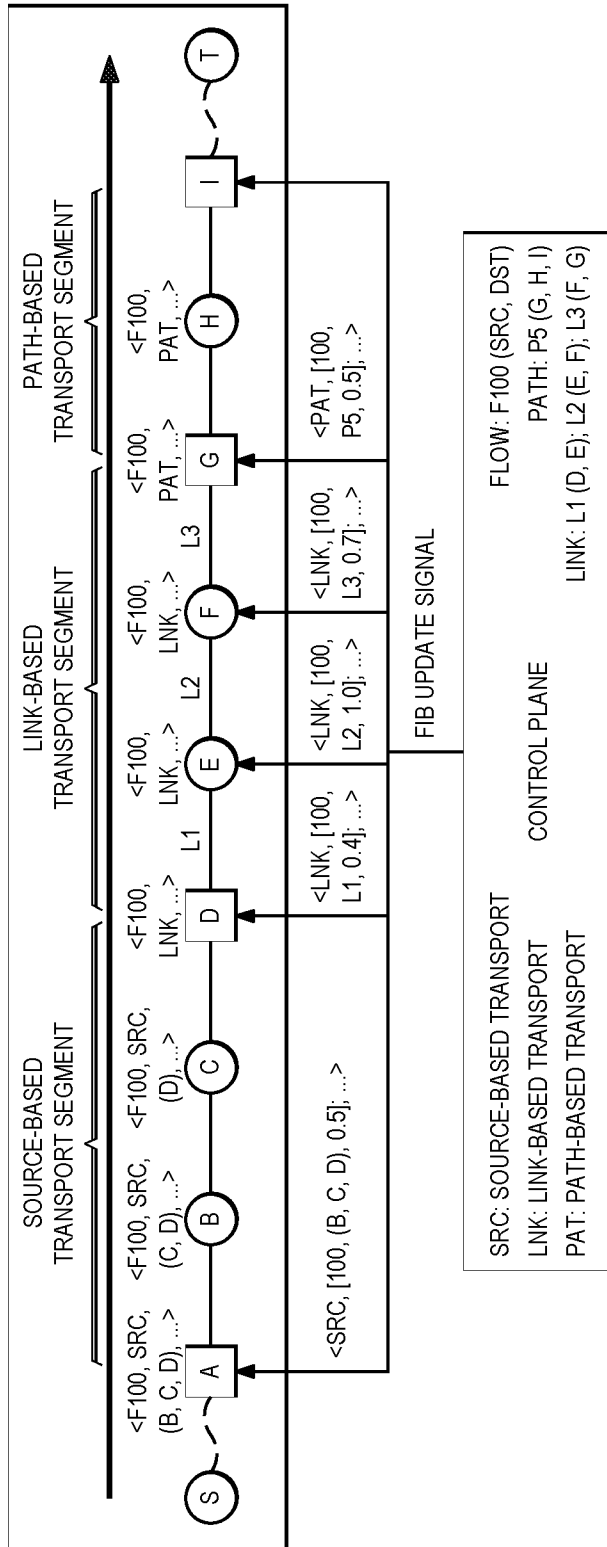 SOURCE-BASED
TRANSPORT SEGMENT
LINK-BASED
TRANSPORT SEGMENT
PATH-BASED
TRANSPORT SEGMENT
<F100, SRC,
(B, C, D), ...>
<F100, SRC,
(C, D), ...>
<F100, SRC,
(D), ...>
<F100,
LNK, ...>
<F100,
LNK, ...>
<F100,
LNK, ...>
<F100,
PAT, ...>
<F100,
PAT, ...>
S
A
B
C
D
L1
E
L2
F
L3
G
H
I
T
<SRC, [100, (B, C, D), 0.5]; ...>
<LNK, [100,
L1, 0.4]; ...>
<LNK, [100,
L2, 1.0]; ...>
<LNK, [100,
L3, 0.7]; ...>
<PAT, [100,
P5, 0.5]; ...>
FIB UPDATE SIGNAL
SRC: SOURCE-BASED TRANSPORT
LNK: LINK-BASED TRANSPORT
PAT: PATH-BASED TRANSPORT
CONTROL PLANE
FLOW: F100 (SRC, DST)
PATH: P5 (G, H, I)
LINK: L1 (D, E); L2 (E, F); L3 (F, G)